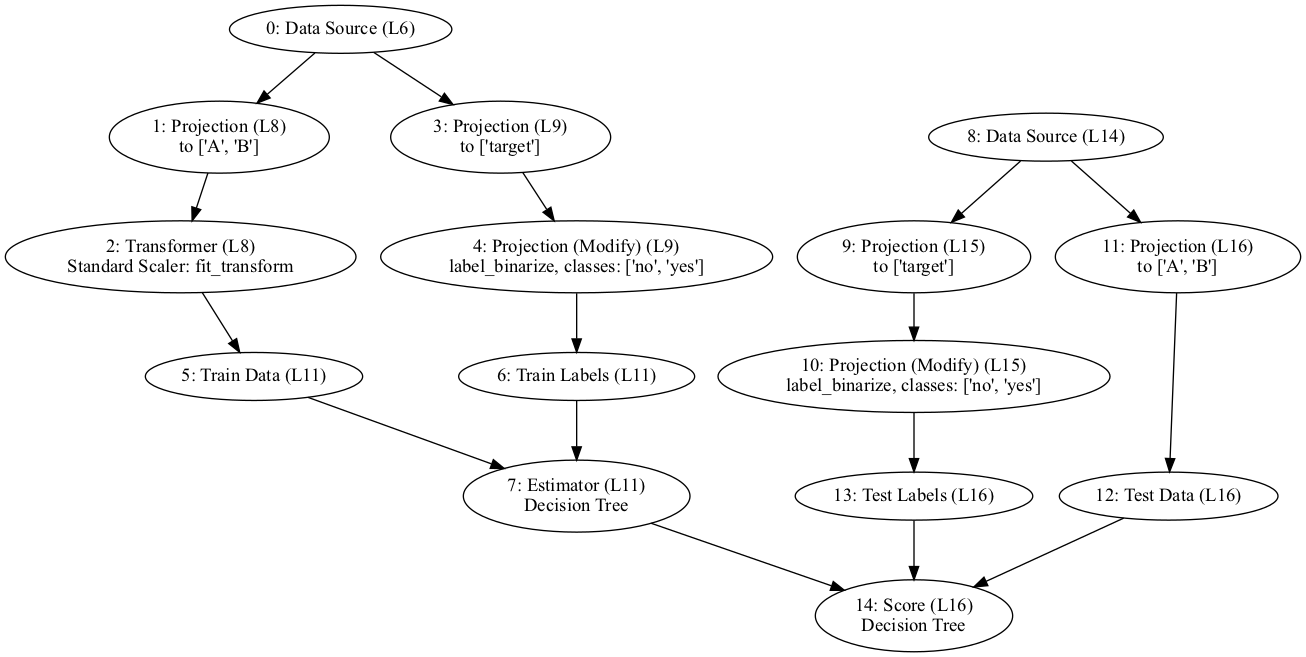 0: Data Source (L6)
1: Projection (L8)
to ['A', 'B']
3: Projection (L9)
to ['target']
8: Data Source (L14)
2: Transformer (L8)
Standard Scaler: fit_transform
4: Projection (Modify) (L9)
label_binarize, classes: ['no', 'yes']
9: Projection (L15)
to ['target']
11: Projection (L16)
to ['A', 'B']
5: Train Data (L11)
6: Train Labels (L11)
10: Projection (Modify) (L15)
label_binarize, classes: ['no', 'yes']
7: Estimator (L11)
Decision Tree
13: Test Labels (L16)
12: Test Data (L16)
14: Score (L16)
Decision Tree